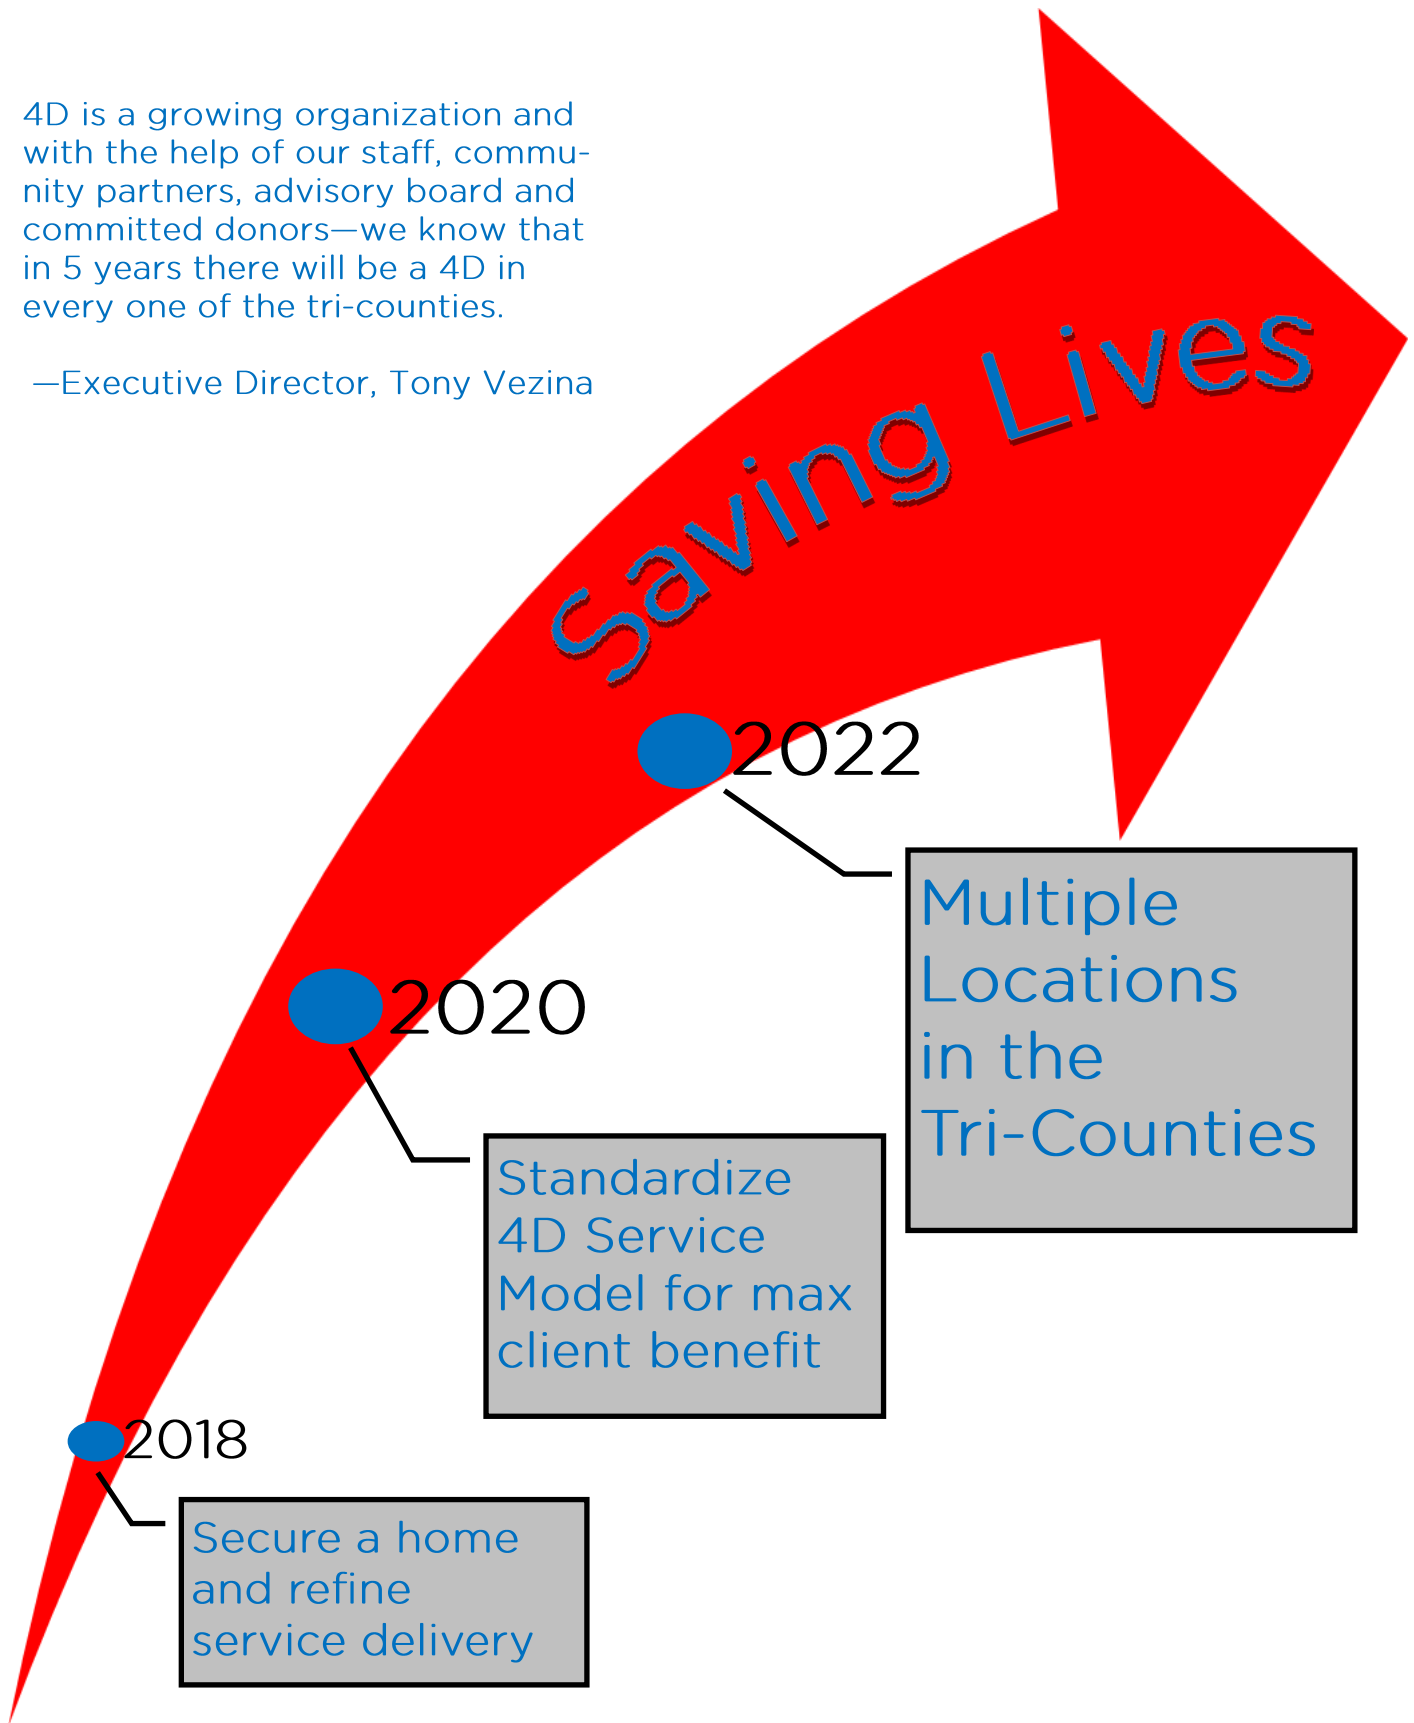 4D is a growing organization and
with the help of our staff, commu-
nity partners, advisory board and
committed donors—we know that
in 5 years there will be a 4D in
every one of the tri-counties.
—Executive Director, Tony Vezina
Saving Lives
2022
Multiple
Locations
in the
Tri-Counties
2020
Standardize
4D Service
Model for max
client benefit
2018
Secure a home
and refine
service delivery